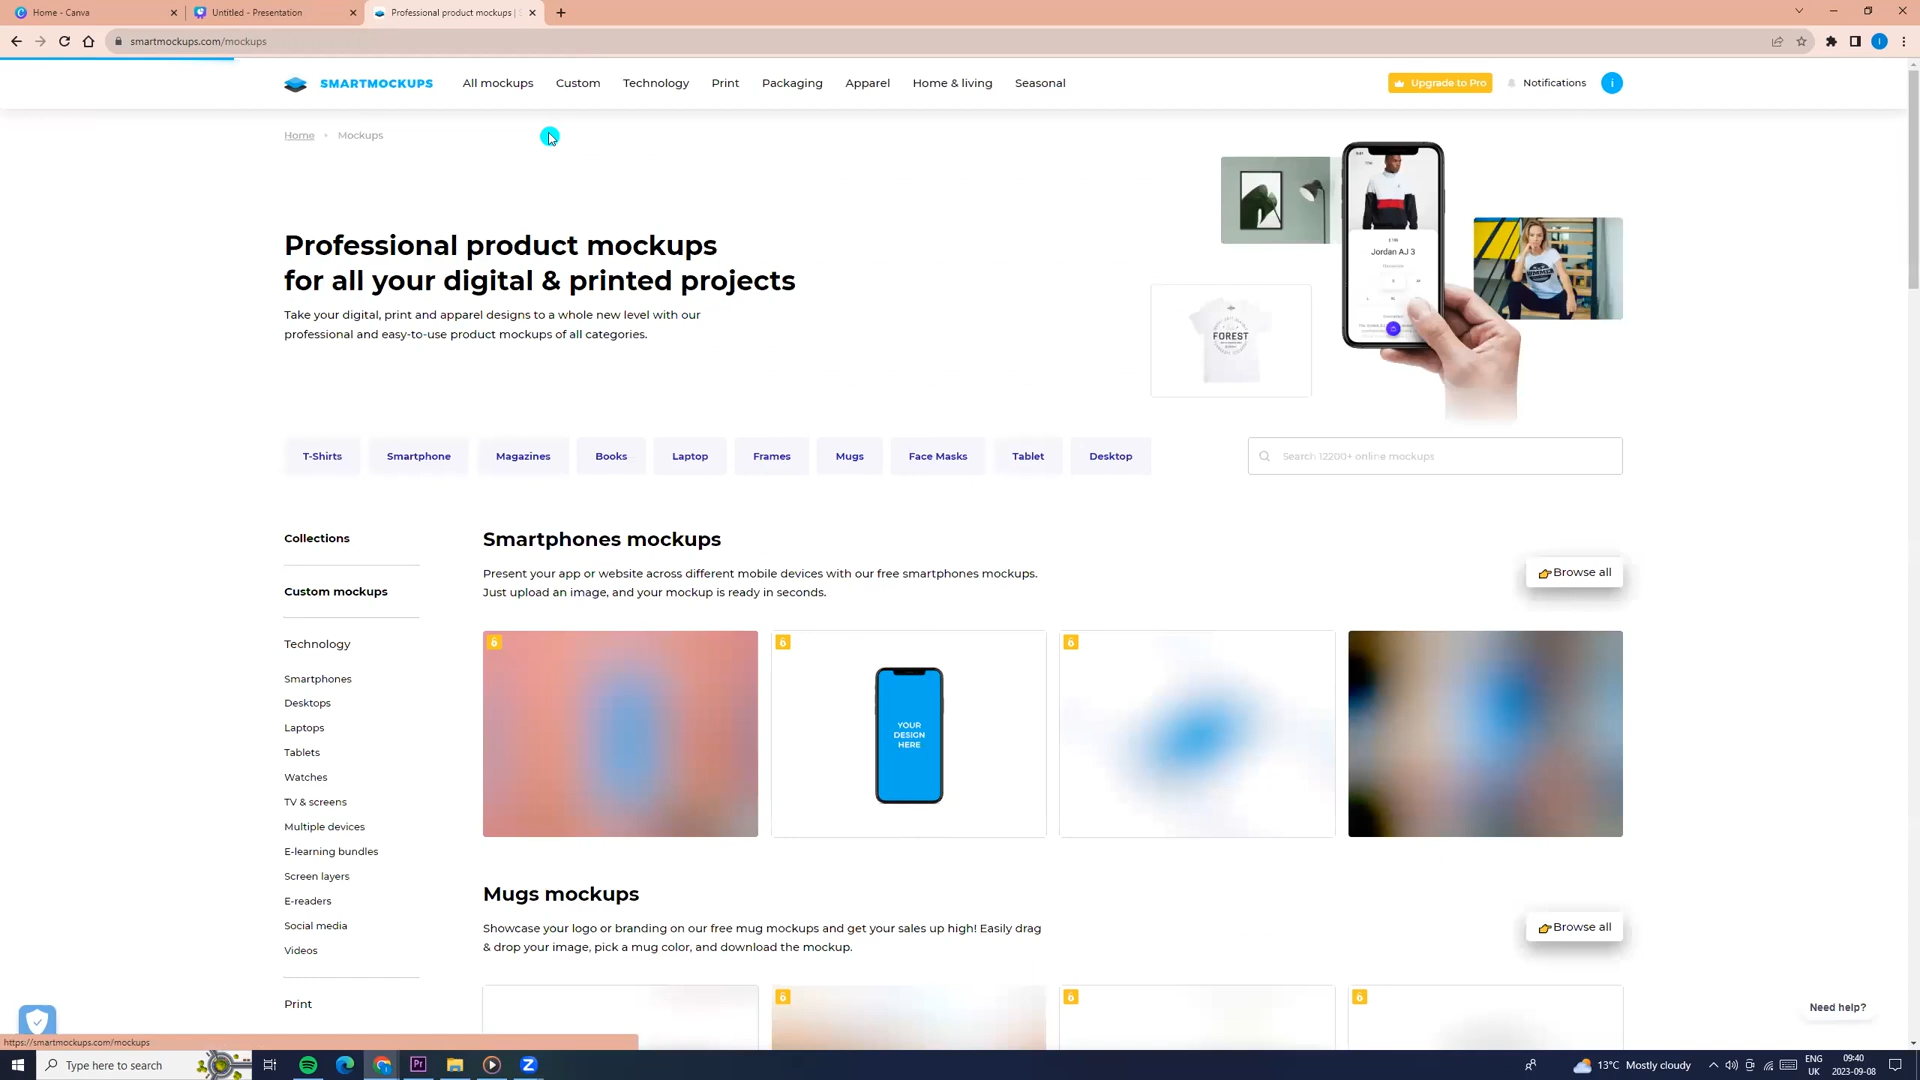 Home - Canva
Untitled - Presentation
Professional product mockups |
smartmockups.com/mockups
SMARTMOCKUPS
All mockups
Custom
Technology
Print
Packaging
Apparel
Home & living
Seasonal
Upgrade to Pro
Notifications
i
Home
Mockups
Professional product mockups
for all your digital & printed projects
Take your digital, print and apparel designs to a whole new level with our
professional and easy-to-use product mockups of all categories.
Jordan AJ 3
FOREST
T-Shirts
Smartphone
Magazines
Books
Laptop
Frames
Mugs
Face Masks
Tablet
Desktop
Search 12200+ online mockups
Collections
Custom mockups
Technology
Smartphones
Desktops
Laptops
Tablets
Watches
TV & screens
Multiple devices
E-learning bundles
Screen layers
E-readers
Social media
Videos
Print
Smartphones mockups
Present your app or website across different mobile devices with our free smartphones mockups.
Just upload an image, and your mockup is ready in seconds.
Browse all
YOUR
DESIGN
HERE
Mugs mockups
Showcase your logo or branding on our free mug mockups and get your sales up high! Easily drag
& drop your image, pick a mug color, and download the mockup.
Browse all
Need help?
https://smartmockups.com/mockups
Type here to search
Pr
Z
13°C Mostly cloudy
ENG
UK
09:40
2023-09-08